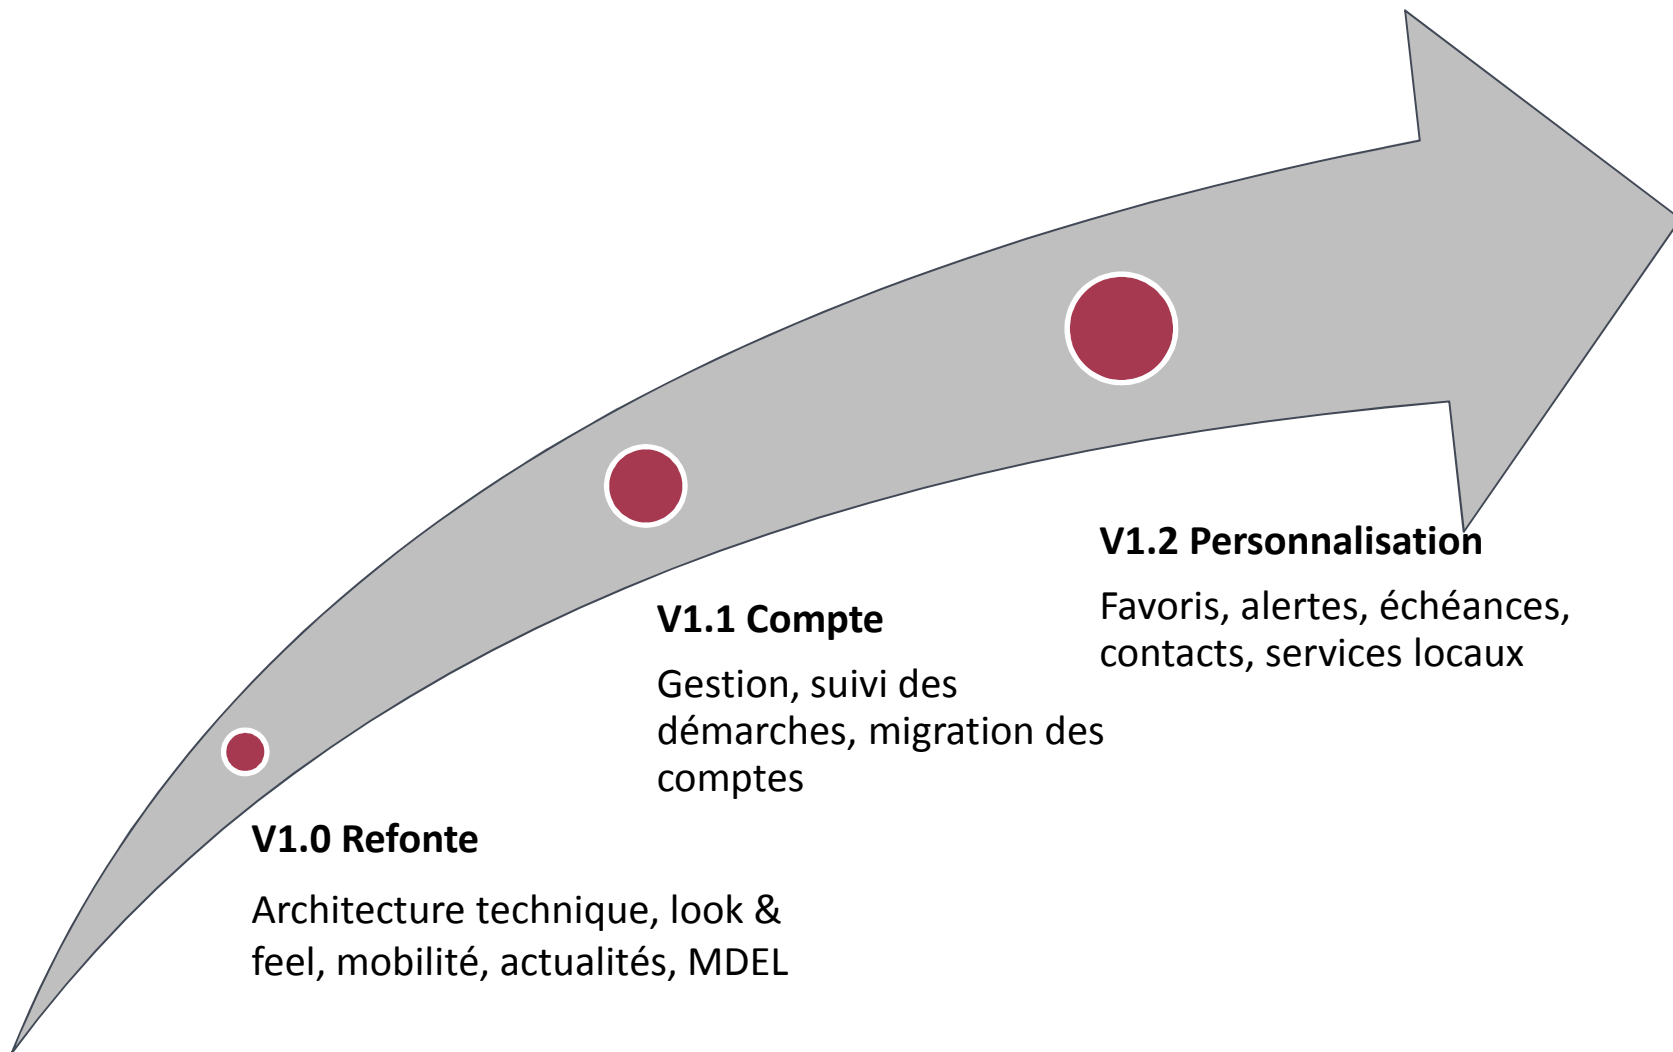 V1.0 Refonte
Architecture technique, look &
feel, mobilité, actualités, MDEL
V1.1 Compte
Gestion, suivi des
démarches, migration des
comptes
V1.2 Personnalisation
Favoris, alertes, échéances,
contacts, services locaux